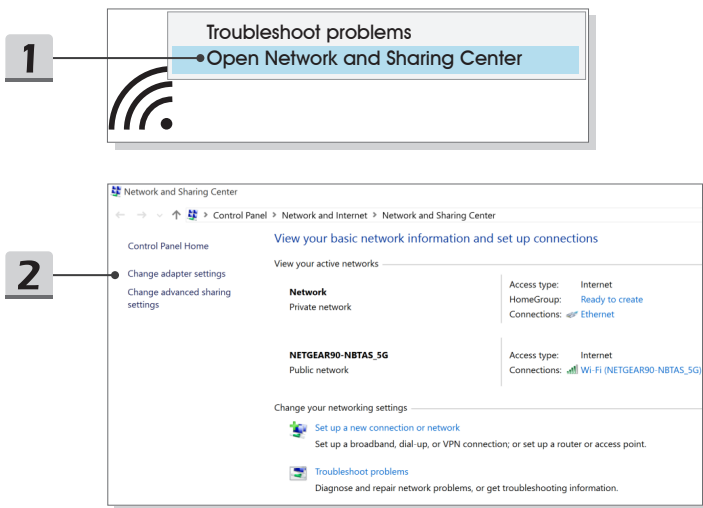 1
Troubleshoot problems
Open Network and Sharing Center
Network and Sharing Center
Control Panel > Network and Internet > Network and Sharing Center
2
Control Panel Home
Change adapter settings
Change advanced sharing
settings
View your basic network information and set up connections
View your active networks
Network
Private network
Access type: Internet
HomeGroup: Ready to create
Connections: Ethernet
NETGEAR90-NBTAS_5G
Public network
Access type: Internet
Connections: Wi-Fi (NETGEAR90-NBTAS_5G)
Change your networking settings
Set up a new connection or network
Set up a broadband, dial-up, or VPN connection; or set up a router or access point.
Troubleshoot problems
Diagnose and repair network problems, or get troubleshooting information.